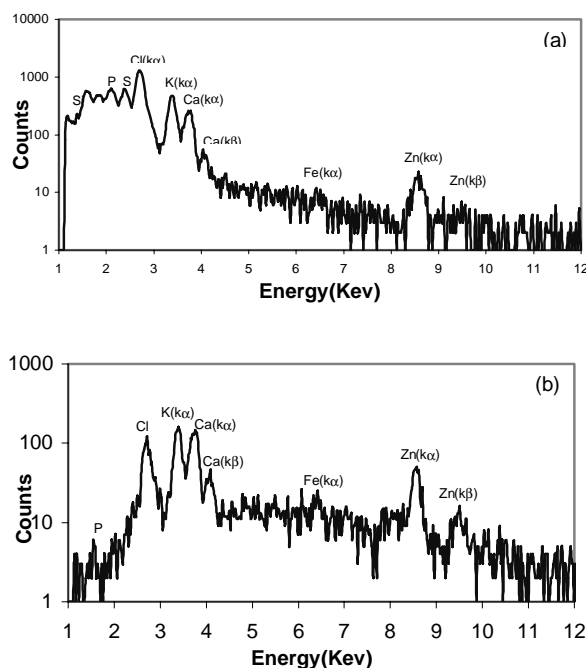 10000
(a)
Cl(kα)
P
S
S
K(kα)
1000
Ca(kα)
100
Ca(kβ)
Fe(kα)
Zn(kα)
Zn(kβ)
10
1
Counts
1 2 3 4 5 6 7 8 9 10 11 12
Energy(Kev)
1000
(b)
K(kα)
Cl
Ca(kα)
100
Ca(kβ)
Zn(kα)
Fe(kα)
Zn(kβ)
P
10
1
Counts
1 2 3 4 5 6 7 8 9 10 11 12
Energy(Kev)